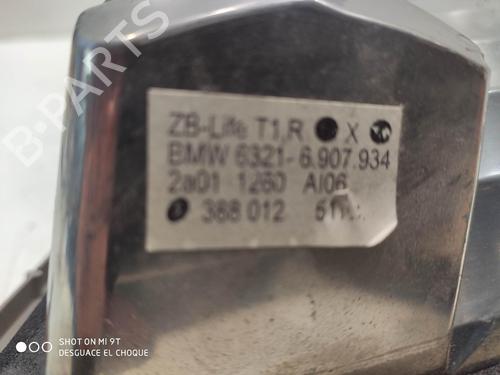 B-PARTS
ZB-Life T1,R X
BMW 6321- 6.907.934
2a01 1260 AI06
388 012
SHOT ON MI 9T
DESGUACE EL CHOQUE